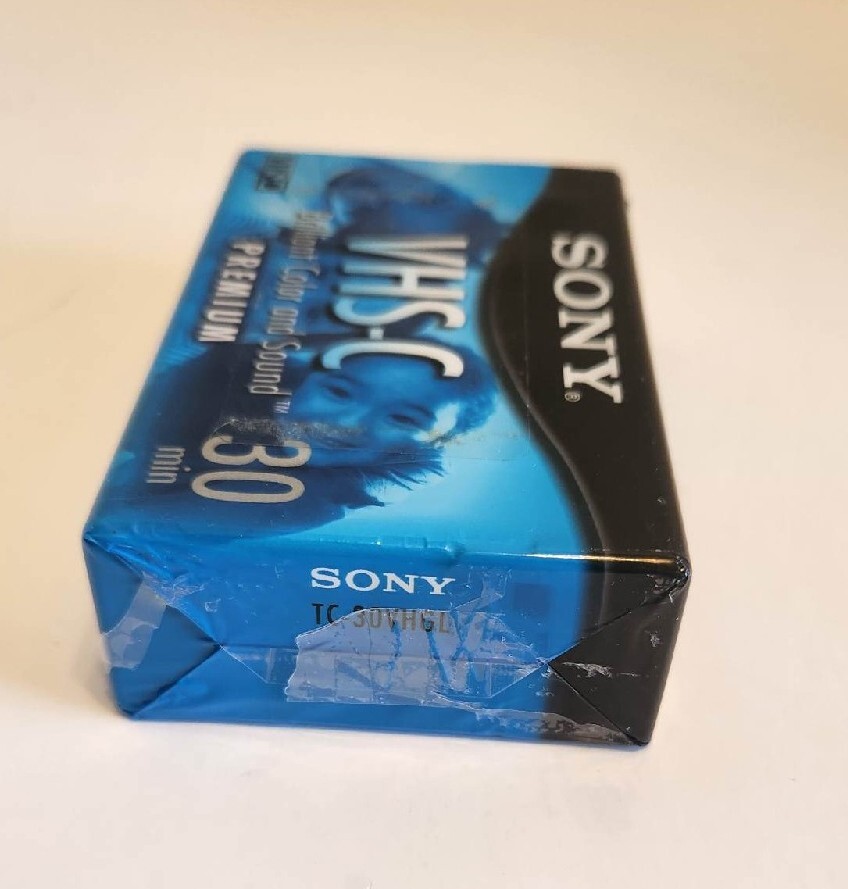 SONY®
VHS-C
Brilliant Color and Sound™
PREMIUM
30
min
SONY
TC-30VHGL